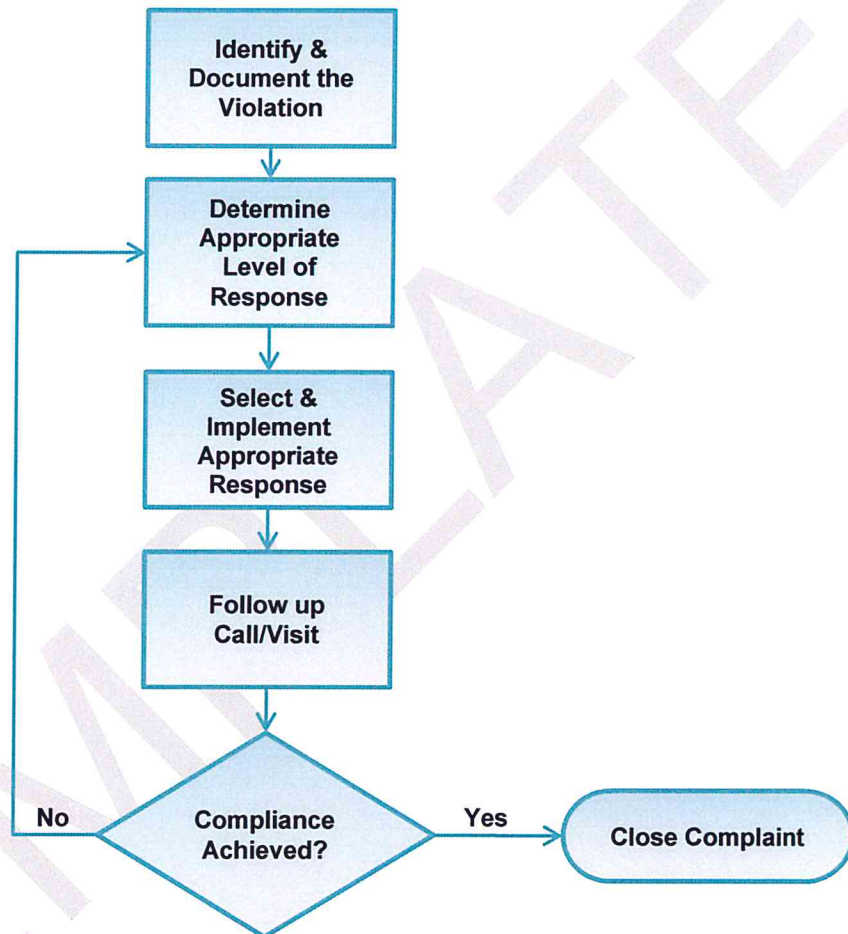 Identify &
Document the
Violation
Determine
Appropriate
Level of
Response
Select &
Implement
Appropriate
Response
Follow up
Call/Visit
Compliance
Achieved?
No
Yes
Close Complaint
MPLATE